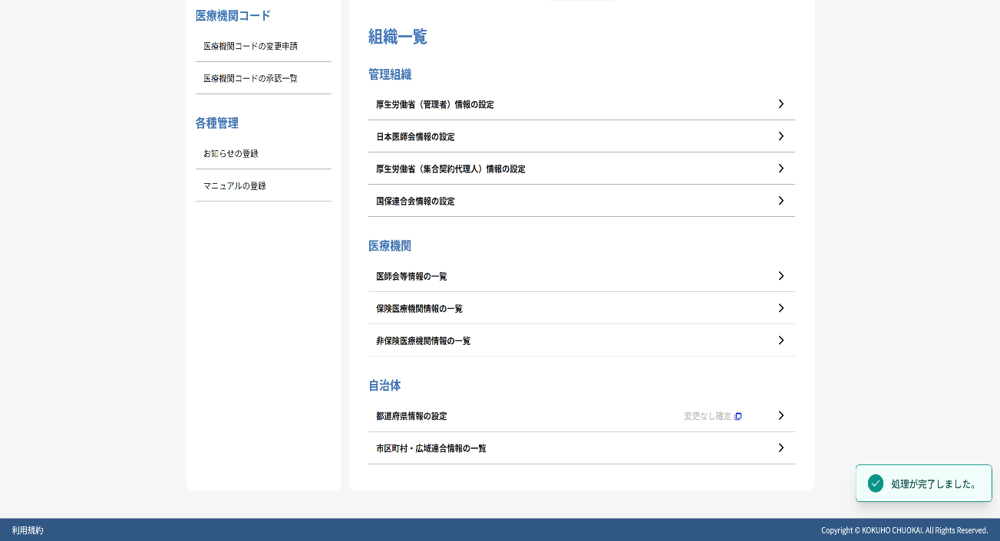 医療機関コード
医療機関コードの変更申請
医療機関コードの承認一覧
各種管理
お知らせの登録
マニュアルの登録
組織一覧
管理組織
厚生労働省（管理者）情報の設定
日本医師会情報の設定
厚生労働省（集合契約代理人）情報の設定
国保連合会情報の設定
医療機関
医師会等情報の一覧
保険医療機関情報の一覧
非保険医療機関情報の一覧
自治体
都道府県情報の設定 変更なし確定
市区町村・広域連合情報の一覧
処理が完了しました。
利用規約
Copyright © KOKUHO CHUOKAI. All Rights Reserved.